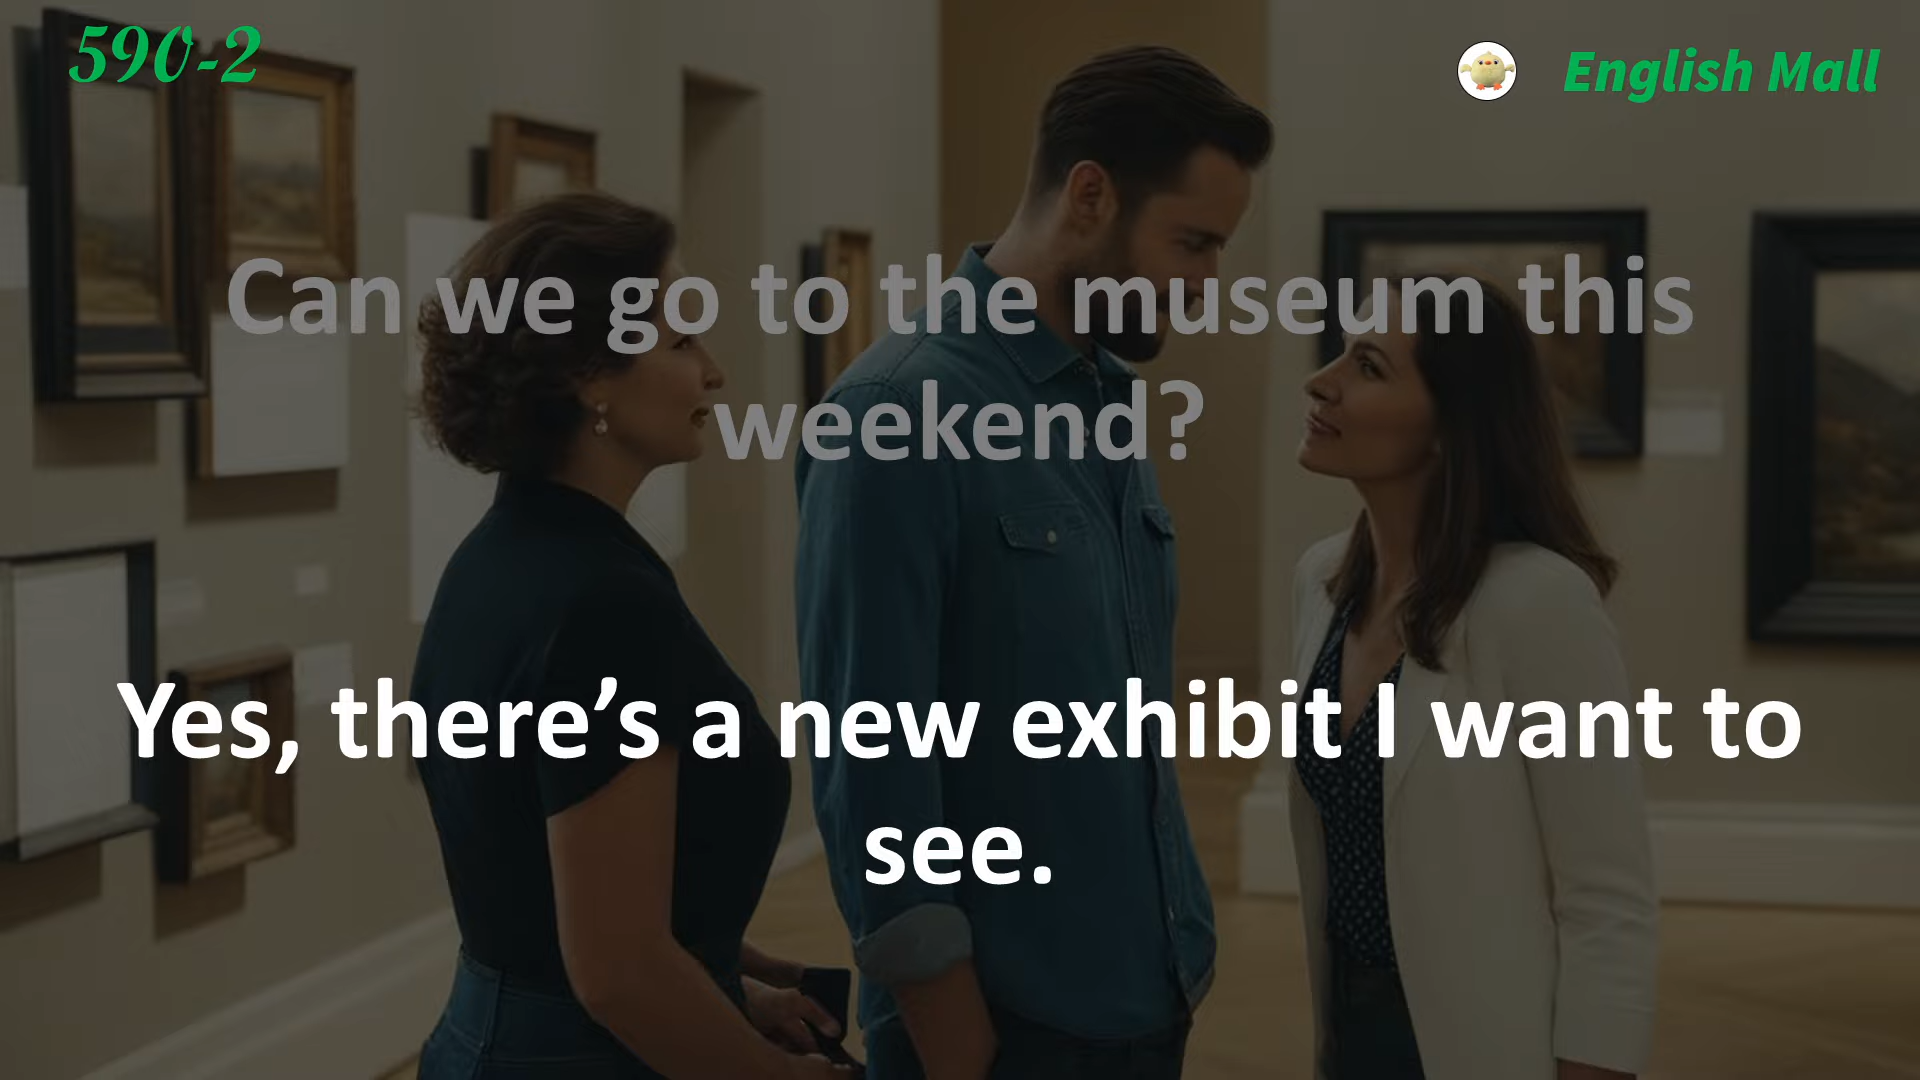 590-2
English Mall
Can we go to the museum this
weekend?
Yes, there’s a new exhibit I want to
see.